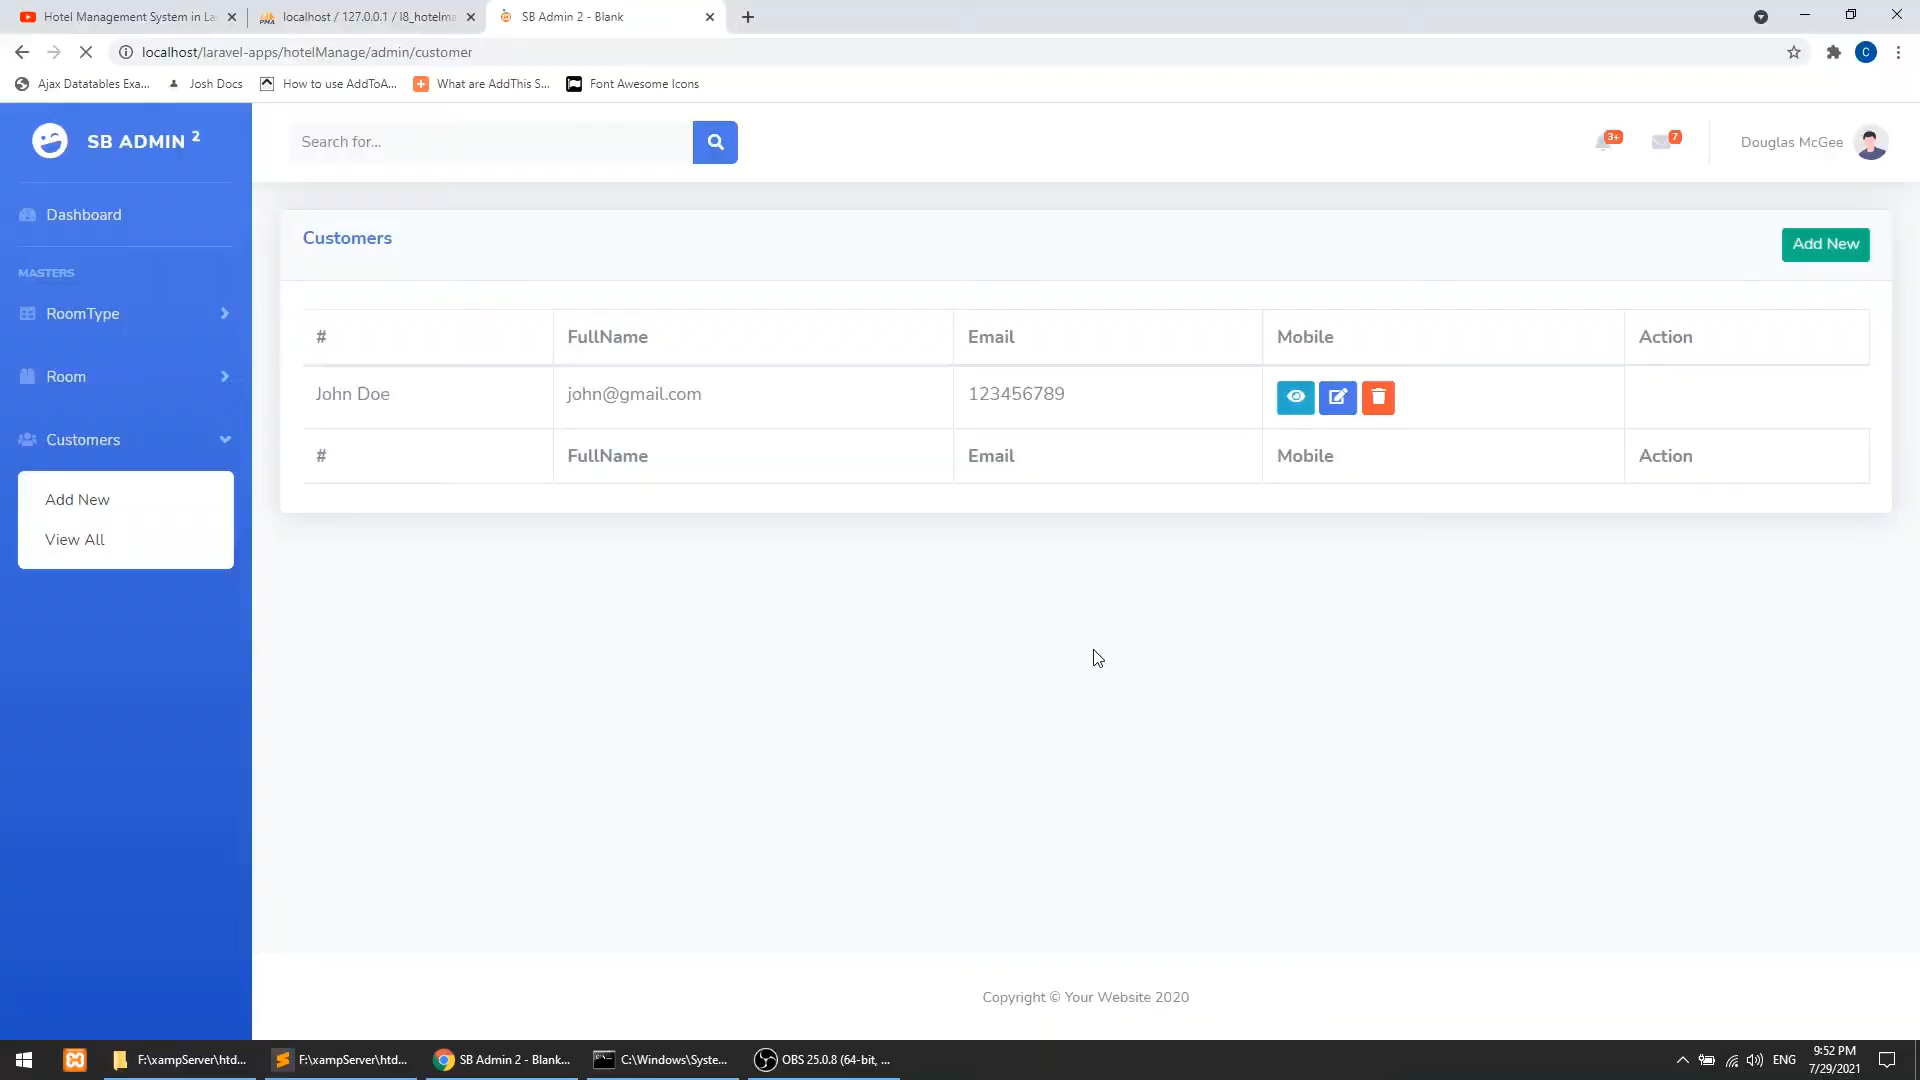 Hotel Management System in La
localhost / 127.0.0.1 / l8_hotelma
SB Admin 2 - Blank
localhost/laravel-apps/hotelManage/admin/customer
C
Ajax Datatables Exa...
Josh Docs
How to use AddToA...
What are AddThis S...
Font Awesome Icons
SB ADMIN 2
Search for...
3+
7
Douglas McGee
Dashboard
MASTERS
RoomType
Room
Customers
Add New
View All
Customers
Add New
# FullName Email Mobile Action
John Doe john@gmail.com 123456789
# FullName Email Mobile Action
Copyright © Your Website 2020
F:\xampServer\htd...
F:\xampServer\htd...
SB Admin 2 - Blank...
C:\Windows\Syste...
OBS 25.0.8 (64-bit, ...
ENG
9:52 PM
7/29/2021